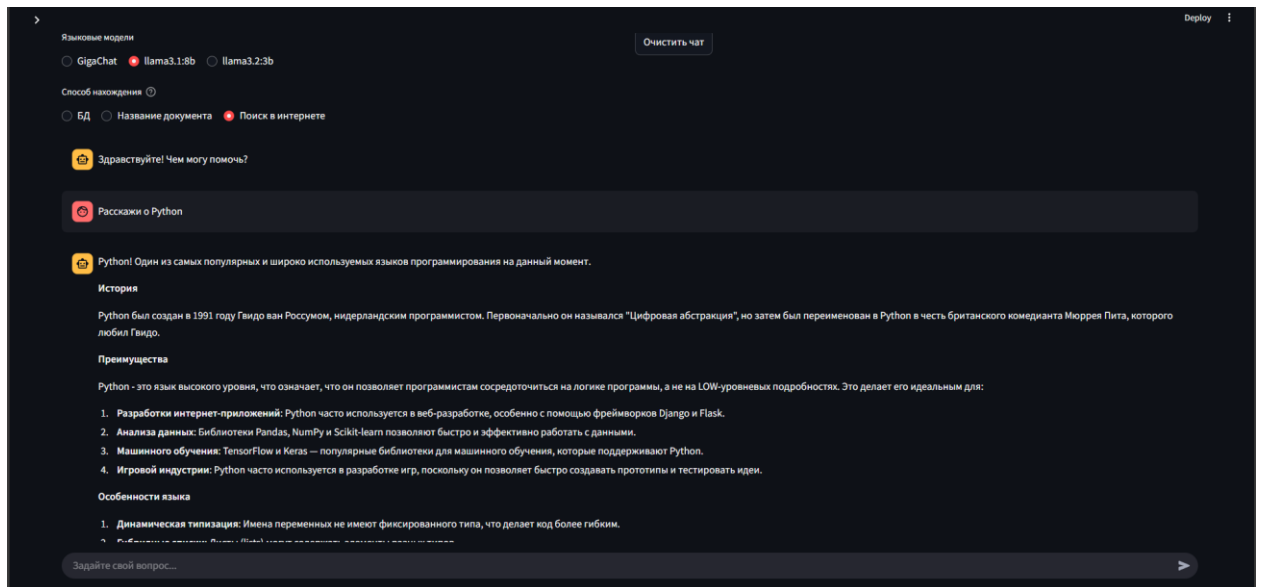 Deploy
Языковые модели
Очистить чат
GigaChat llama3.1:8b llama3.2:3b
Способ нахождения
БД Название документа Поиск в интернете
Здравствуйте! Чем могу помочь?
Расскажи о Python
Python! Один из самых популярных и широко используемых языков программирования на данный момент.
История
Python был создан в 1991 году Гвидо ван Россумом, нидерландским программистом. Первоначально он назывался "Цифровая абстракция", но затем был переименован в Python в честь британского комедианта Мюррея Пита, которого
любил Гвидо.
Преимущества
Python - это язык высокого уровня, что означает, что он позволяет программистам сосредоточиться на логике программы, а не на LOW-уровневых подробностях. Это делает его идеальным для:
1. Разработки интернет-приложений: Python часто используется в веб-разработке, особенно с помощью фреймворков Django и Flask.
2. Анализа данных: Библиотеки Pandas, NumPy и Scikit-learn позволяют быстро и эффективно работать с данными.
3. Машинного обучения: TensorFlow и Keras — популярные библиотеки для машинного обучения, которые поддерживают Python.
4. Игровой индустрии: Python часто используется в разработке игр, поскольку он позволяет быстро создавать прототипы и тестировать идеи.
Особенности языка
1. Динамическая типизация: Имена переменных не имеют фиксированного типа, что делает код более гибким.
Задайте свой вопрос...